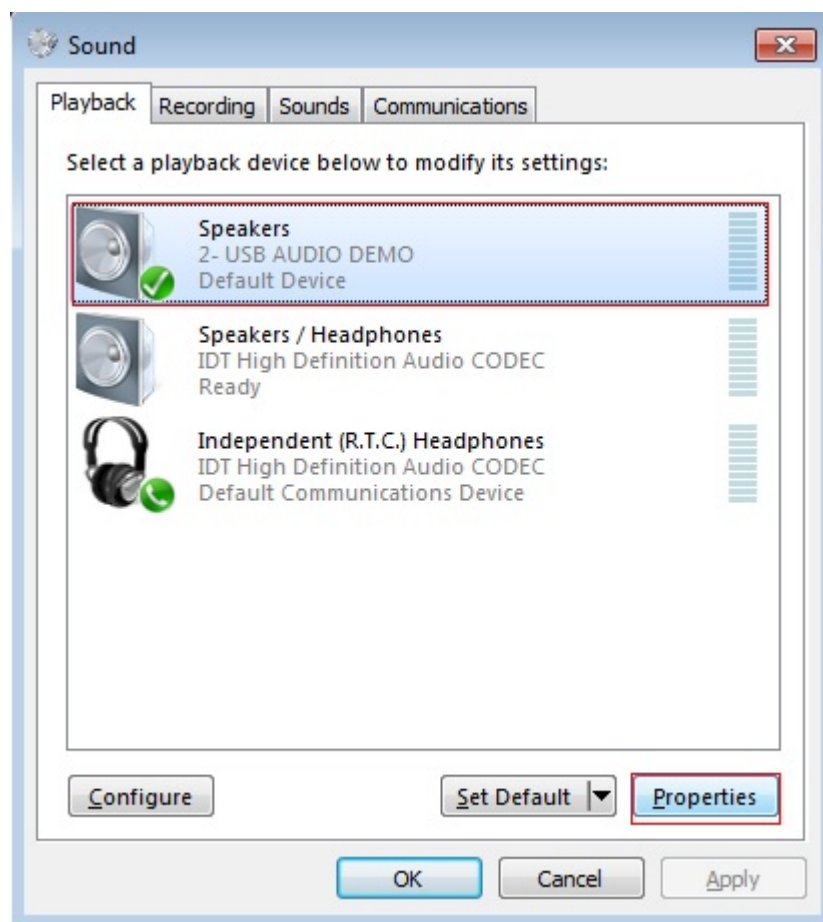 Sound
Playback Recording Sounds Communications
Select a playback device below to modify its settings:
Speakers
2- USB AUDIO DEMO
Default Device
Speakers / Headphones
IDT High Definition Audio CODEC
Ready
Independent (R.T.C.) Headphones
IDT High Definition Audio CODEC
Default Communications Device
Configure Set Default Properties
OK Cancel Apply